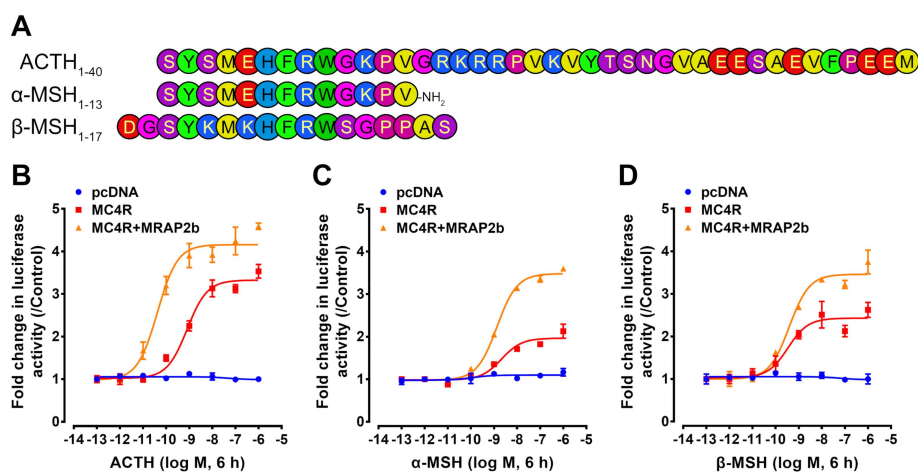 A
ACTH₁₋₄₀ S Y S M E H F R W G K P V G R K R R P V K V Y T S N G V A E E S A E V F P E E M
α-MSH₁₋₁₃ S Y S M E H F R W G K P V -NH₂
β-MSH₁₋₁₇ D G S Y K M K H F R W S G P P A S
B
pcDNA
MC4R
MC4R+MRAP2b
Fold change in luciferase
activity (/Control)
5
4
3
2
1
0
-14 -13 -12 -11 -10 -9 -8 -7 -6 -5
ACTH (log M, 6 h)
C
pcDNA
MC4R
MC4R+MRAP2b
Fold change in luciferase
activity (/Control)
5
4
3
2
1
0
-14 -13 -12 -11 -10 -9 -8 -7 -6 -5
α-MSH (log M, 6 h)
D
pcDNA
MC4R
MC4R+MRAP2b
Fold change in luciferase
activity (/Control)
5
4
3
2
1
0
-14 -13 -12 -11 -10 -9 -8 -7 -6 -5
β-MSH (log M, 6 h)